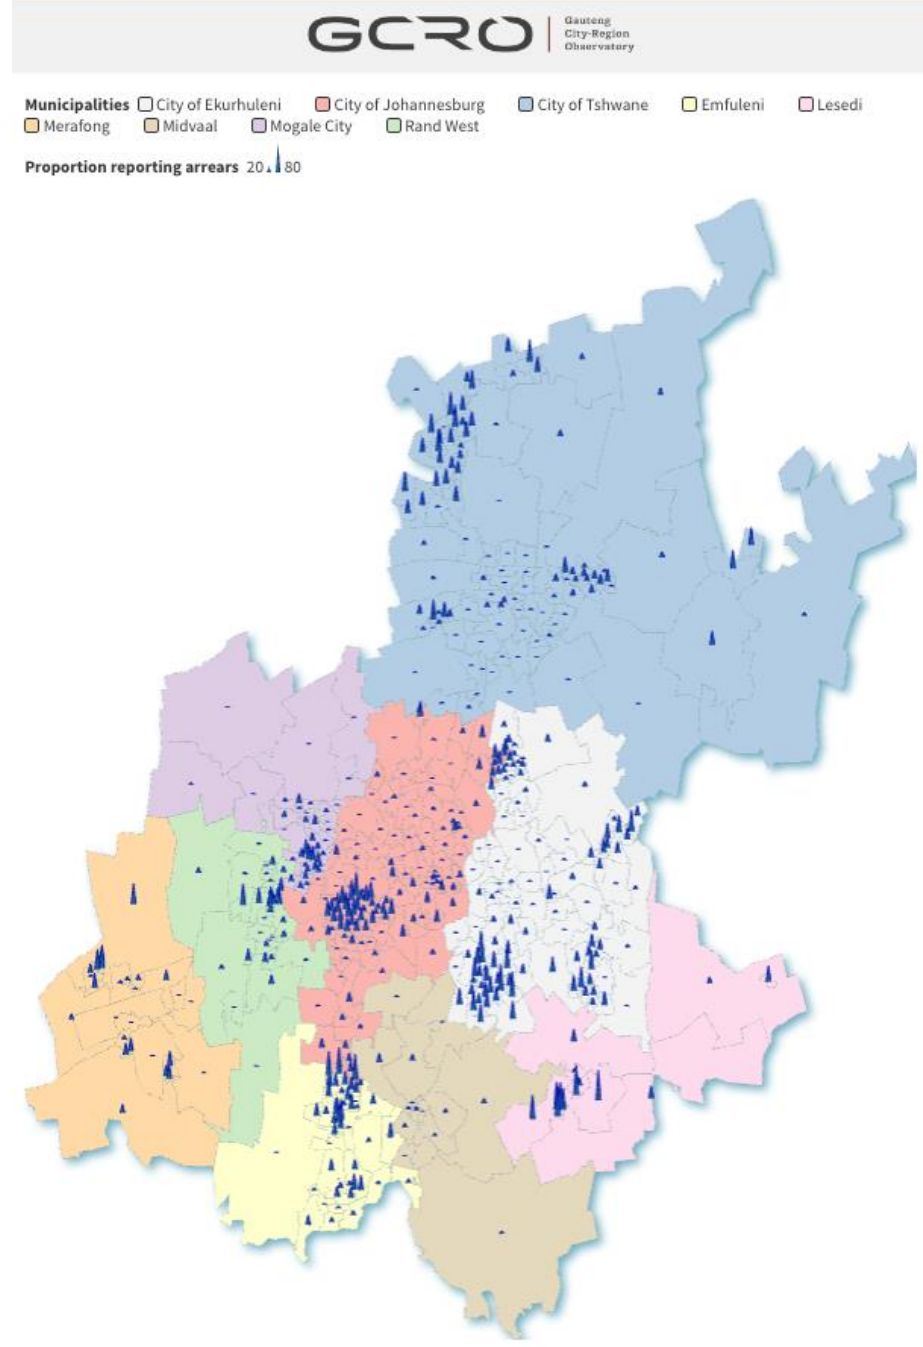 GCRO
Gauteng
City-Region
Observatory
Municipalities City of Ekurhuleni City of Johannesburg City of Tshwane Emfuleni Lesedi
Merafong Midvaal Mogale City Rand West
Proportion reporting arrears 20 80